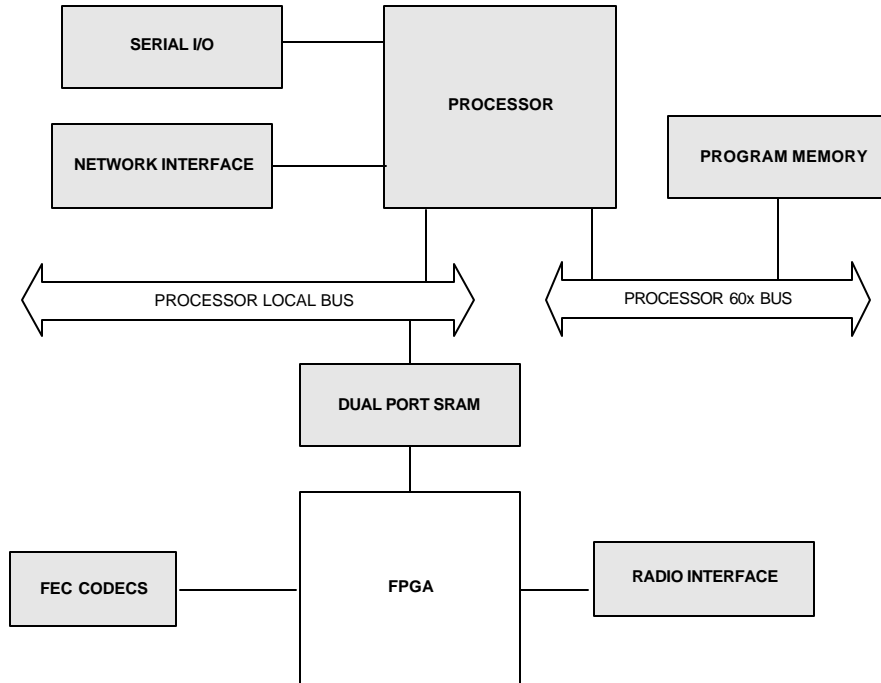 SERIAL I/O
PROCESSOR
NETWORK INTERFACE
PROGRAM MEMORY
PROCESSOR LOCAL BUS
PROCESSOR 60x BUS
DUAL PORT SRAM
FEC CODECS
FPGA
RADIO INTERFACE